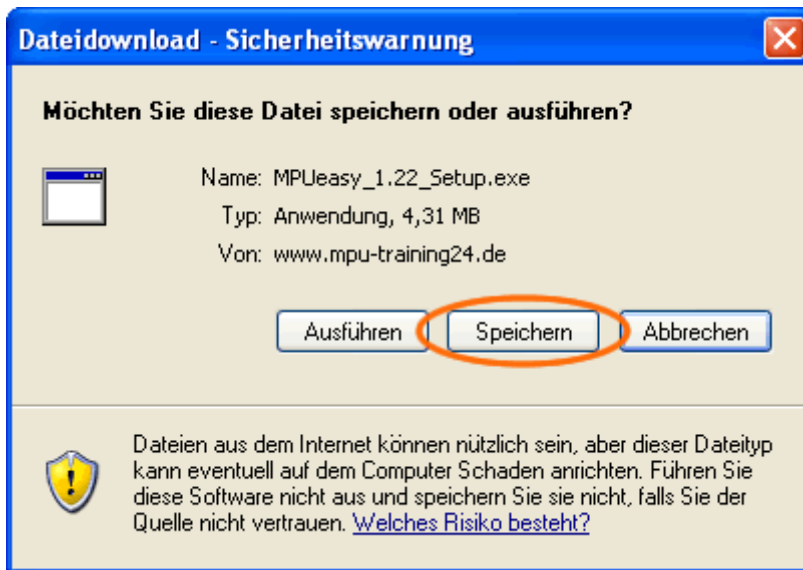 Dateidownload - Sicherheitswarnung
Möchten Sie diese Datei speichern oder ausführen?
Name: MPUeasy_1.22_Setup.exe
Typ: Anwendung, 4,31 MB
Von: www.mpu-training24.de
Ausführen Speichern Abbrechen
Dateien aus dem Internet können nützlich sein, aber dieser Dateityp
kann eventuell auf dem Computer Schaden anrichten. Führen Sie
diese Software nicht aus und speichern Sie sie nicht, falls Sie der
Quelle nicht vertrauen. Welches Risiko besteht?